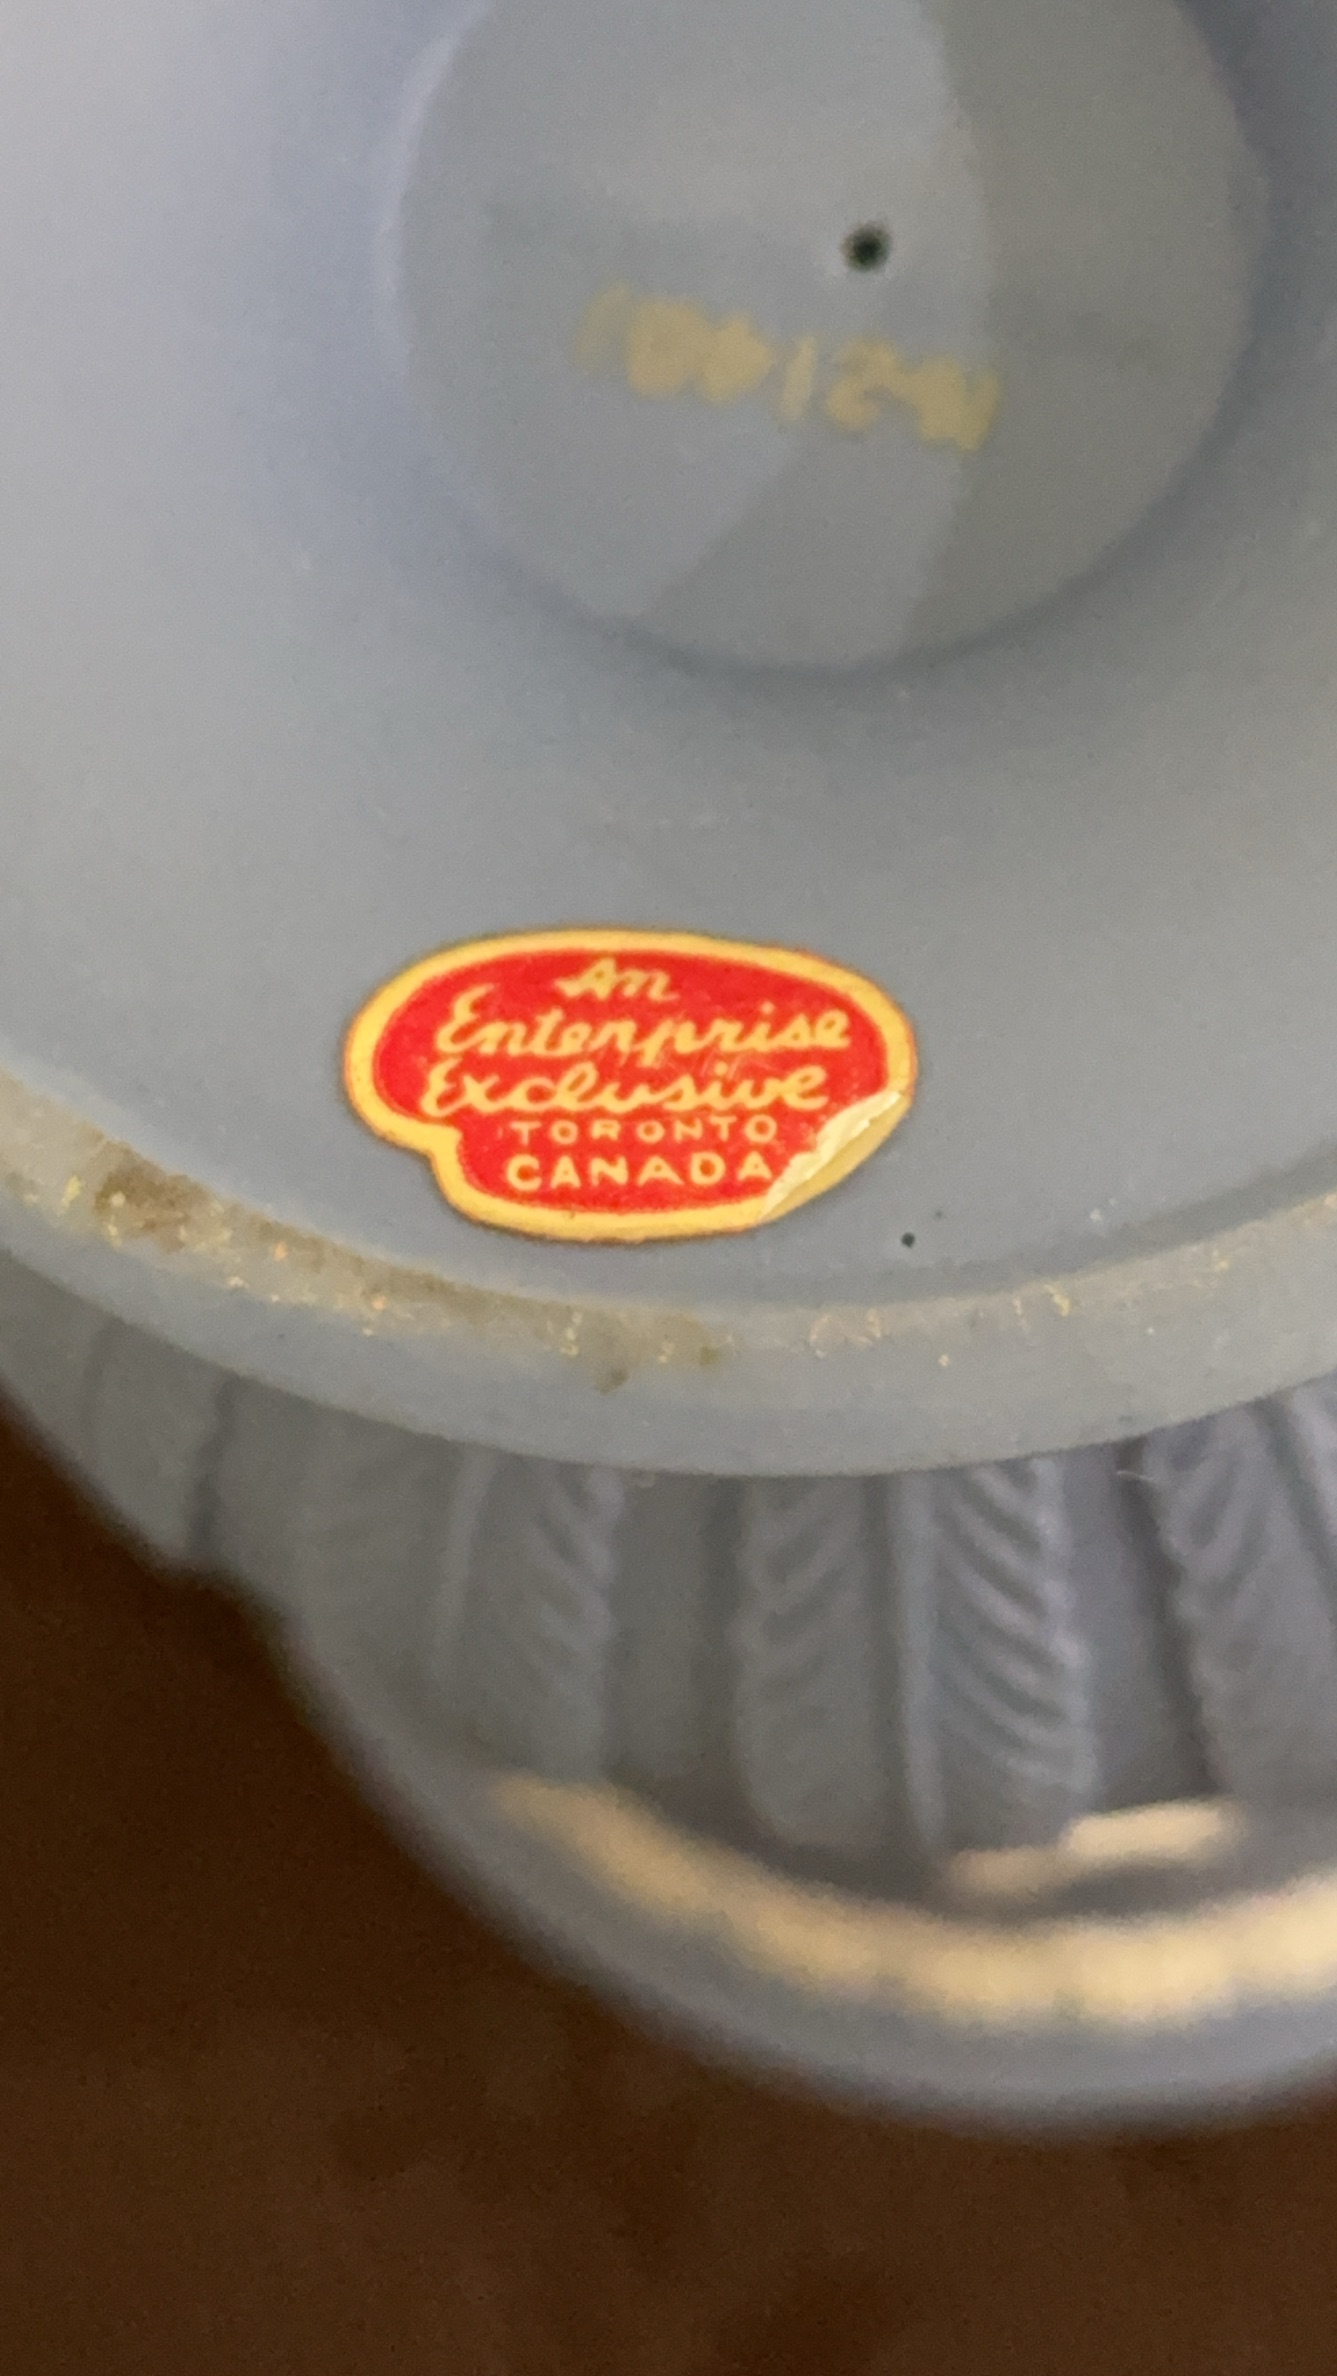 An
Enterprise
Exclusive
TORONTO
CANADA